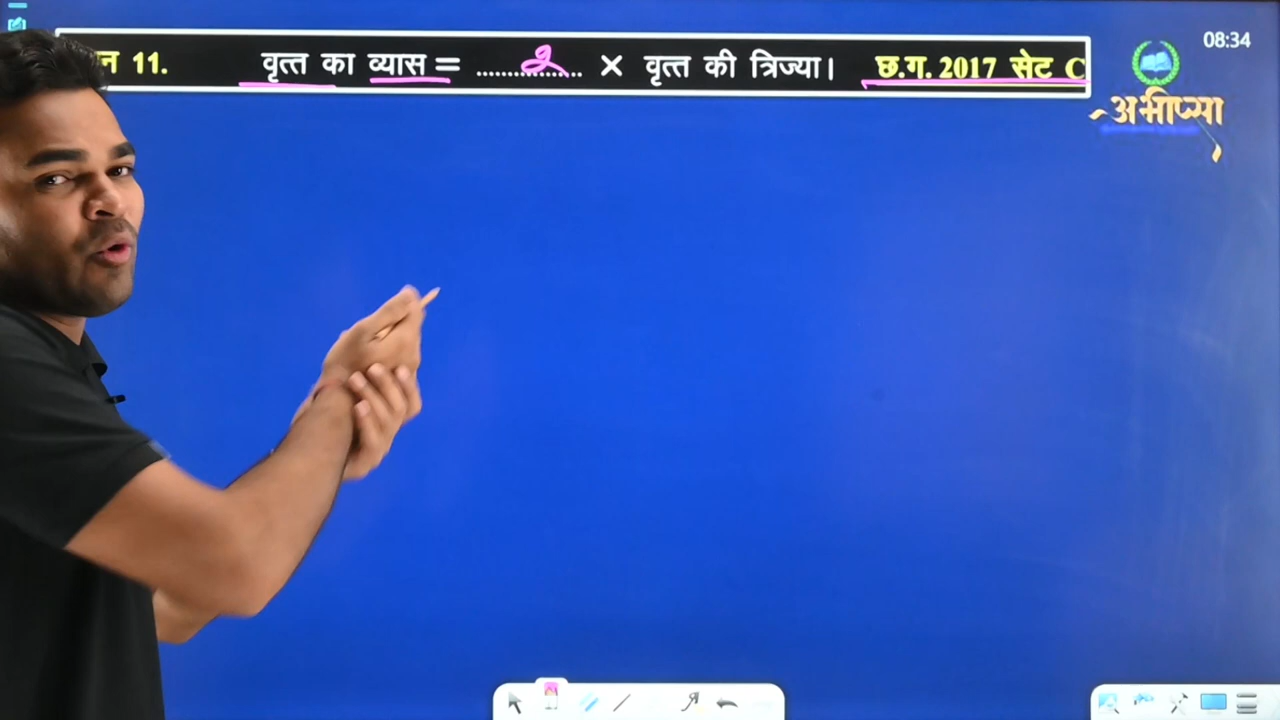 न 11. वृत्त का व्यास = ....2.... × वृत्त की त्रिज्या। छ.ग. 2017 सेट C
08:34
अभीप्सा